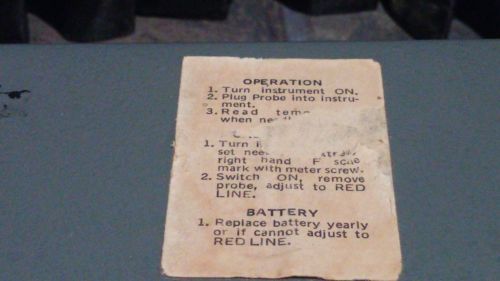 OPERATION
1. Turn instrument ON.
2. Plug Probe into instru-
ment.
3. Read
when
1. Turn
set
right hand F
mark with meter screw.
2. Switch ON, remove
probe, adjust to RED
LINE.
BATTERY
1. Replace battery yearly
or if cannot adjust to
RED LINE.